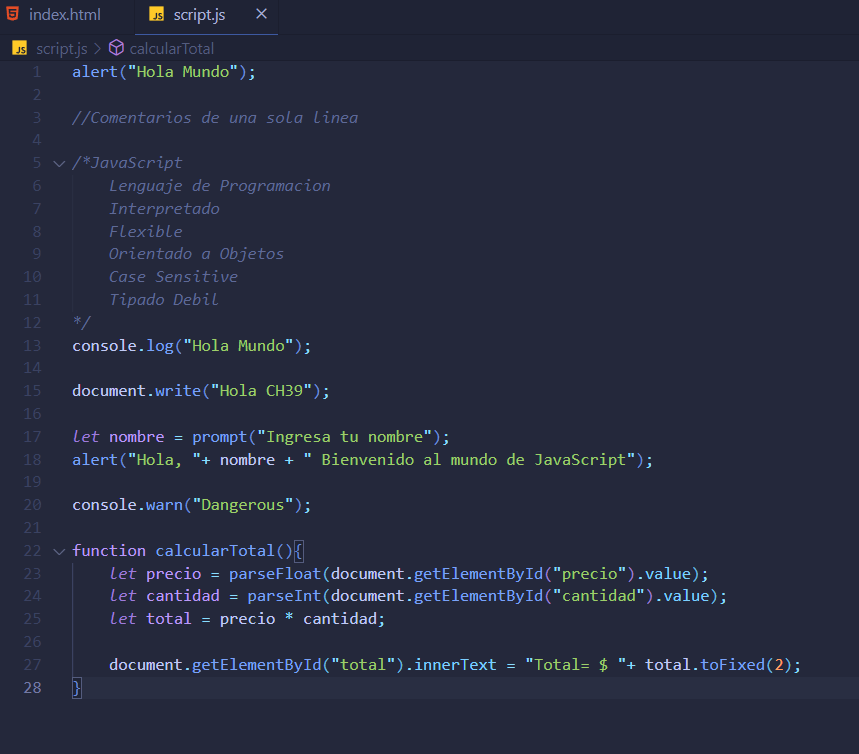 index.html
JS script.js ×
JS script.js > calcularTotal
1 alert("Hola Mundo");
2
3 //Comentarios de una sola linea
4
5 /*JavaScript
6 Lenguaje de Programacion
7 Interpretado
8 Flexible
9 Orientado a Objetos
10 Case Sensitive
11 Tipado Debil
12 */
13 console.log("Hola Mundo");
14
15 document.write("Hola CH39");
16
17 let nombre = prompt("Ingresa tu nombre");
18 alert("Hola, "+ nombre + " Bienvenido al mundo de JavaScript");
19
20 console.warn("Dangerous");
21
22 function calcularTotal(){
23 let precio = parseFloat(document.getElementById("precio").value);
24 let cantidad = parseInt(document.getElementById("cantidad").value);
25 let total = precio * cantidad;
26
27 document.getElementById("total").innerText = "Total= $ "+ total.toFixed(2);
28 }